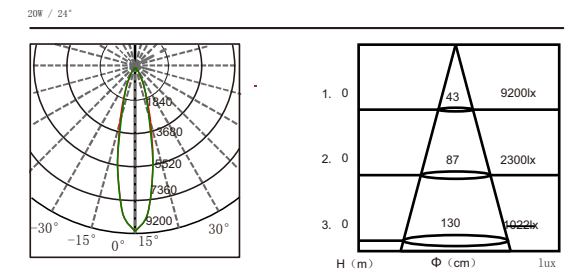 20W / 24°
1840
3680
5520
7360
9200
-30° -15° 0° 15° 30°
1. 0 43 9200lx
2. 0 87 2300lx
3. 0 130 1022lx
H (m) Φ (cm) lux